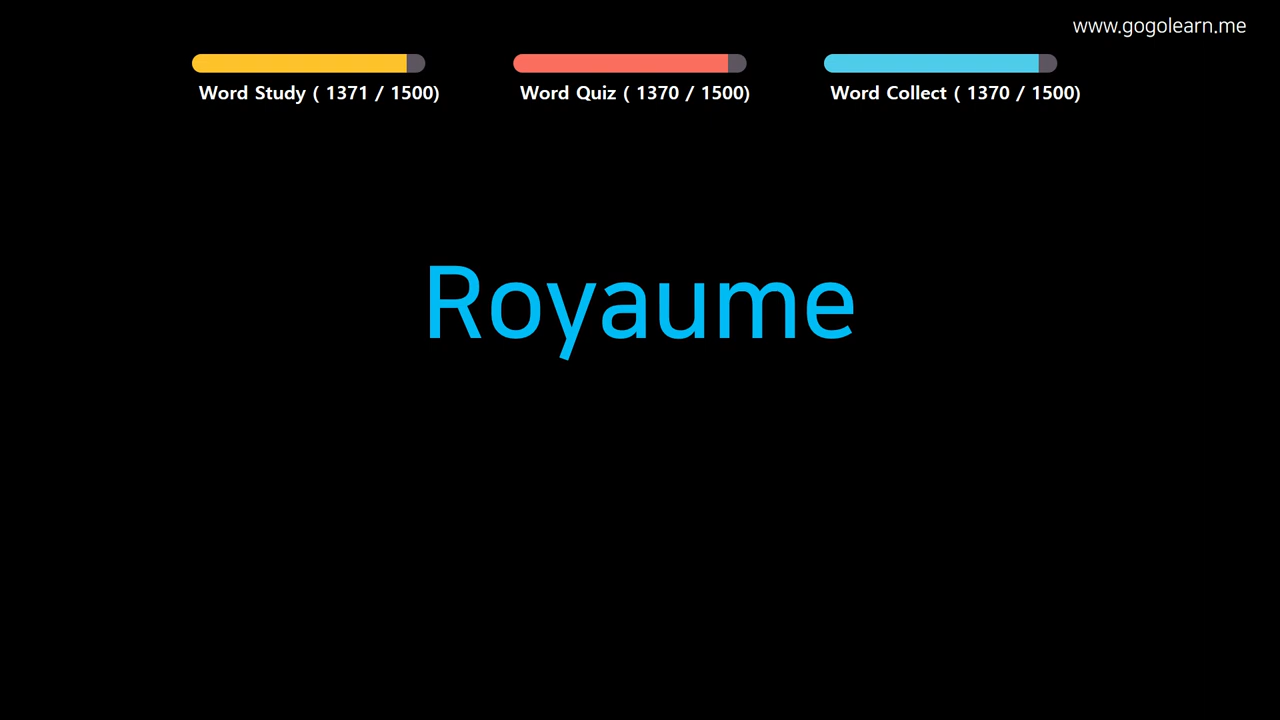 www.gogolearn.me
Word Study ( 1371 / 1500)
Word Quiz ( 1370 / 1500)
Word Collect ( 1370 / 1500)
Royaume